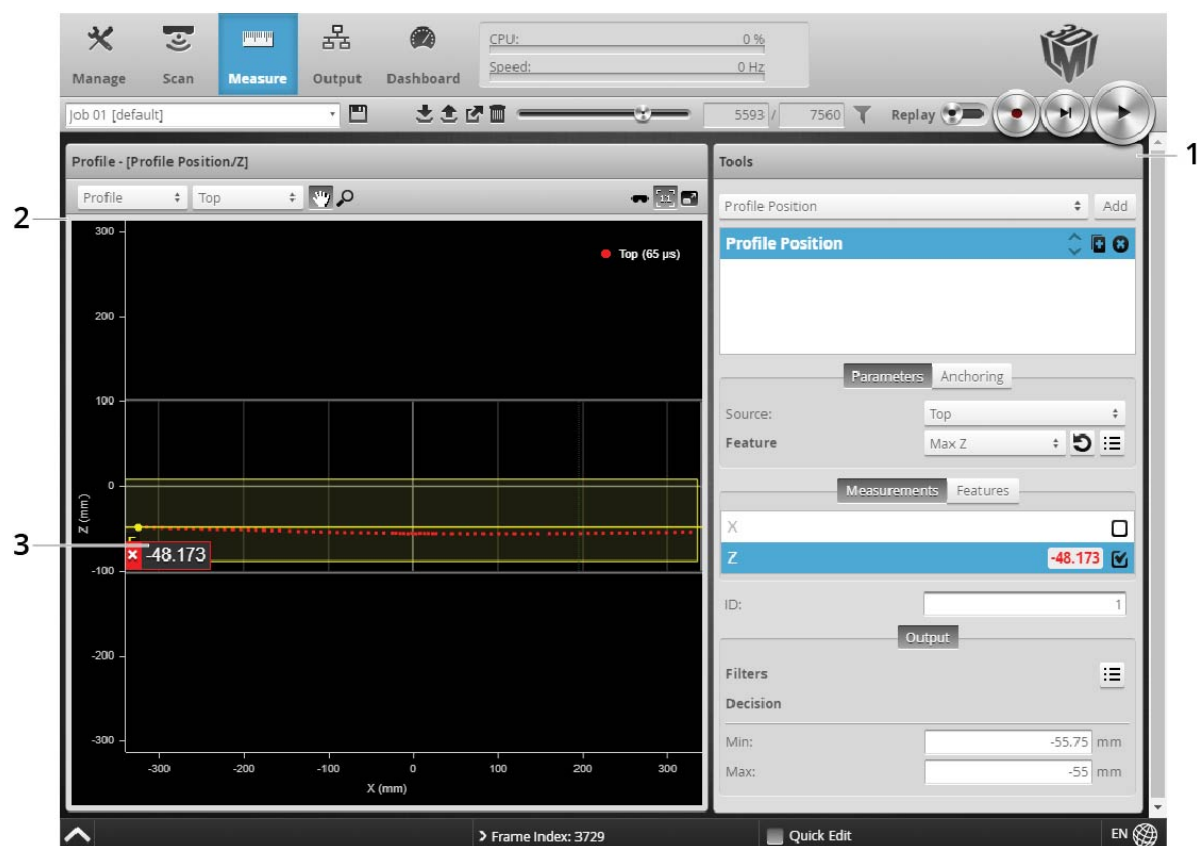 CPU: 0 %
Speed: 0 Hz
Manage Scan Measure Output Dashboard
LMI 3D
Job 01 [default]
5593 / 7560 Replay
1
Profile - [Profile Position/Z]
Tools
Profile Top
1:1
Profile Position Add
2
Profile Position
Top (65 µs)
300
200
100
0
-100
-200
-300
Z (mm)
3
-48.173
-300 -200 -100 0 100 200 300
X (mm)
Parameters Anchoring
Source: Top
Feature Max Z
Measurements Features
X
Z -48.173
ID: 1
Output
Filters
Decision
Min: -55.75 mm
Max: -55 mm
Frame Index: 3729
Quick Edit
EN